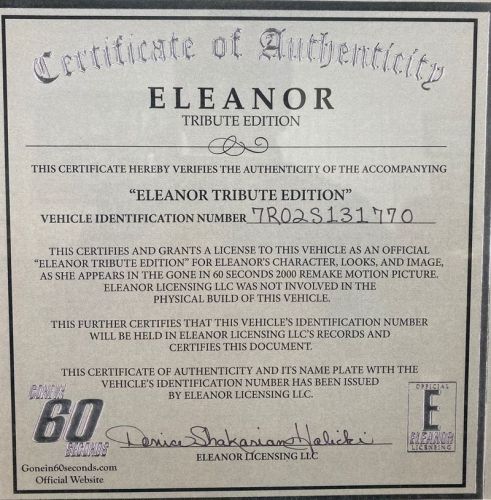 Certificate of Authenticity
ELEANOR
TRIBUTE EDITION
THIS CERTIFICATE HEREBY VERIFIES THE AUTHENTICITY OF THE ACCOMPANYING
“ELEANOR TRIBUTE EDITION”
VEHICLE IDENTIFICATION NUMBER 7R02S131770
THIS CERTIFIES AND GRANTS A LICENSE TO THIS VEHICLE AS AN OFFICIAL
“ELEANOR TRIBUTE EDITION” FOR ELEANOR'S CHARACTER, LOOKS, AND IMAGE,
AS SHE APPEARS IN THE GONE IN 60 SECONDS 2000 REMAKE MOTION PICTURE.
ELEANOR LICENSING LLC WAS NOT INVOLVED IN THE
PHYSICAL BUILD OF THIS VEHICLE.
THIS FURTHER CERTIFIES THAT THIS VEHICLE'S IDENTIFICATION NUMBER
WILL BE HELD IN ELEANOR LICENSING LLC'S RECORDS AND
CERTIFIES THIS DOCUMENT.
THIS CERTIFICATE OF AUTHENTICITY AND ITS NAME PLATE WITH THE
VEHICLE'S IDENTIFICATION NUMBER HAS BEEN ISSUED
BY ELEANOR LICENSING LLC.
GONE IN
60
SECONDS
Gonein60seconds.com
Official Website
Denice Shakarian Halicki
ELEANOR LICENSING LLC
OFFICIAL
E
ELEANOR
LICENSING